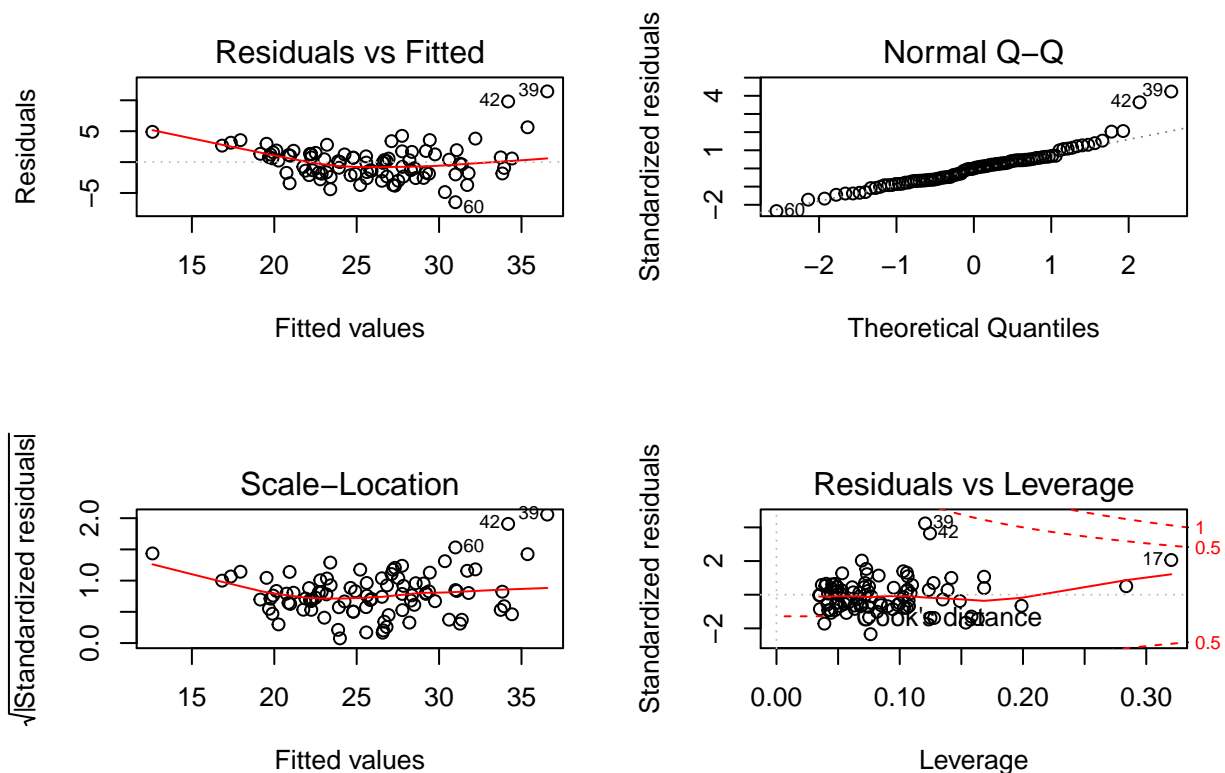 Residuals vs Fitted
Residuals
5
−5
39
42
60
15 20 25 30 35
Fitted values
Normal Q−Q
Standardized residuals
4
1
−2
39
42
60
−2 −1 0 1 2
Theoretical Quantiles
Scale−Location
√|Standardized residuals|
2.0
1.0
0.0
39
42
60
15 20 25 30 35
Fitted values
Residuals vs Leverage
Standardized residuals
2
−2
39
42
17
1
0.5
0.5
Cook's distance
0.00 0.10 0.20 0.30
Leverage